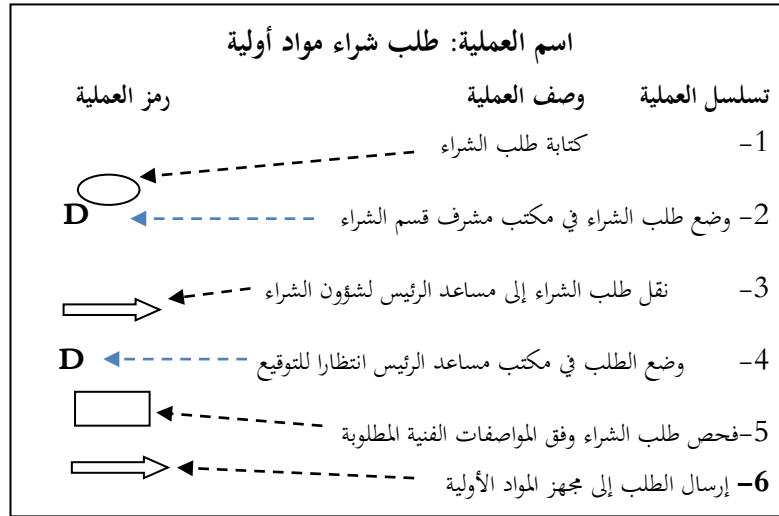 اسم العملية: طلب شراء مواد أولية
تسلسل العملية وصف العملية رمز العملية
1- كتابة طلب الشراء
2- وضع طلب الشراء في مكتب مشرف قسم الشراء D
3- نقل طلب الشراء إلى مساعد الرئيس لشؤون الشراء
4- وضع الطلب في مكتب مساعد الرئيس انتظارا للتوقيع D
5-فحص طلب الشراء وفق المواصفات الفنية المطلوبة
6- إرسال الطلب إلى مجهز المواد الأولية